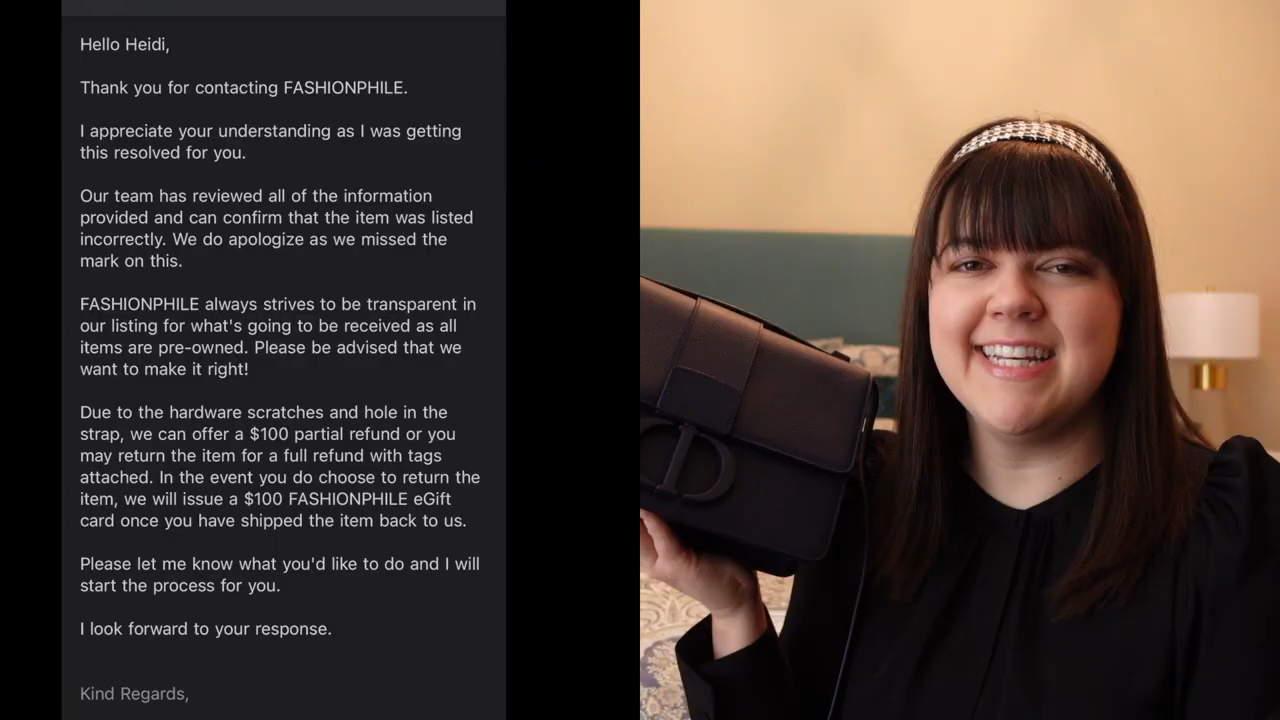 Hello Heidi,
Thank you for contacting FASHIONPHILE.
I appreciate your understanding as I was getting
this resolved for you.
Our team has reviewed all of the information
provided and can confirm that the item was listed
incorrectly. We do apologize as we missed the
mark on this.
FASHIONPHILE always strives to be transparent in
our listing for what's going to be received as all
items are pre-owned. Please be advised that we
want to make it right!
Due to the hardware scratches and hole in the
strap, we can offer a $100 partial refund or you
may return the item for a full refund with tags
attached. In the event you do choose to return the
item, we will issue a $100 FASHIONPHILE eGift
card once you have shipped the item back to us.
Please let me know what you'd like to do and I will
start the process for you.
I look forward to your response.
Kind Regards,